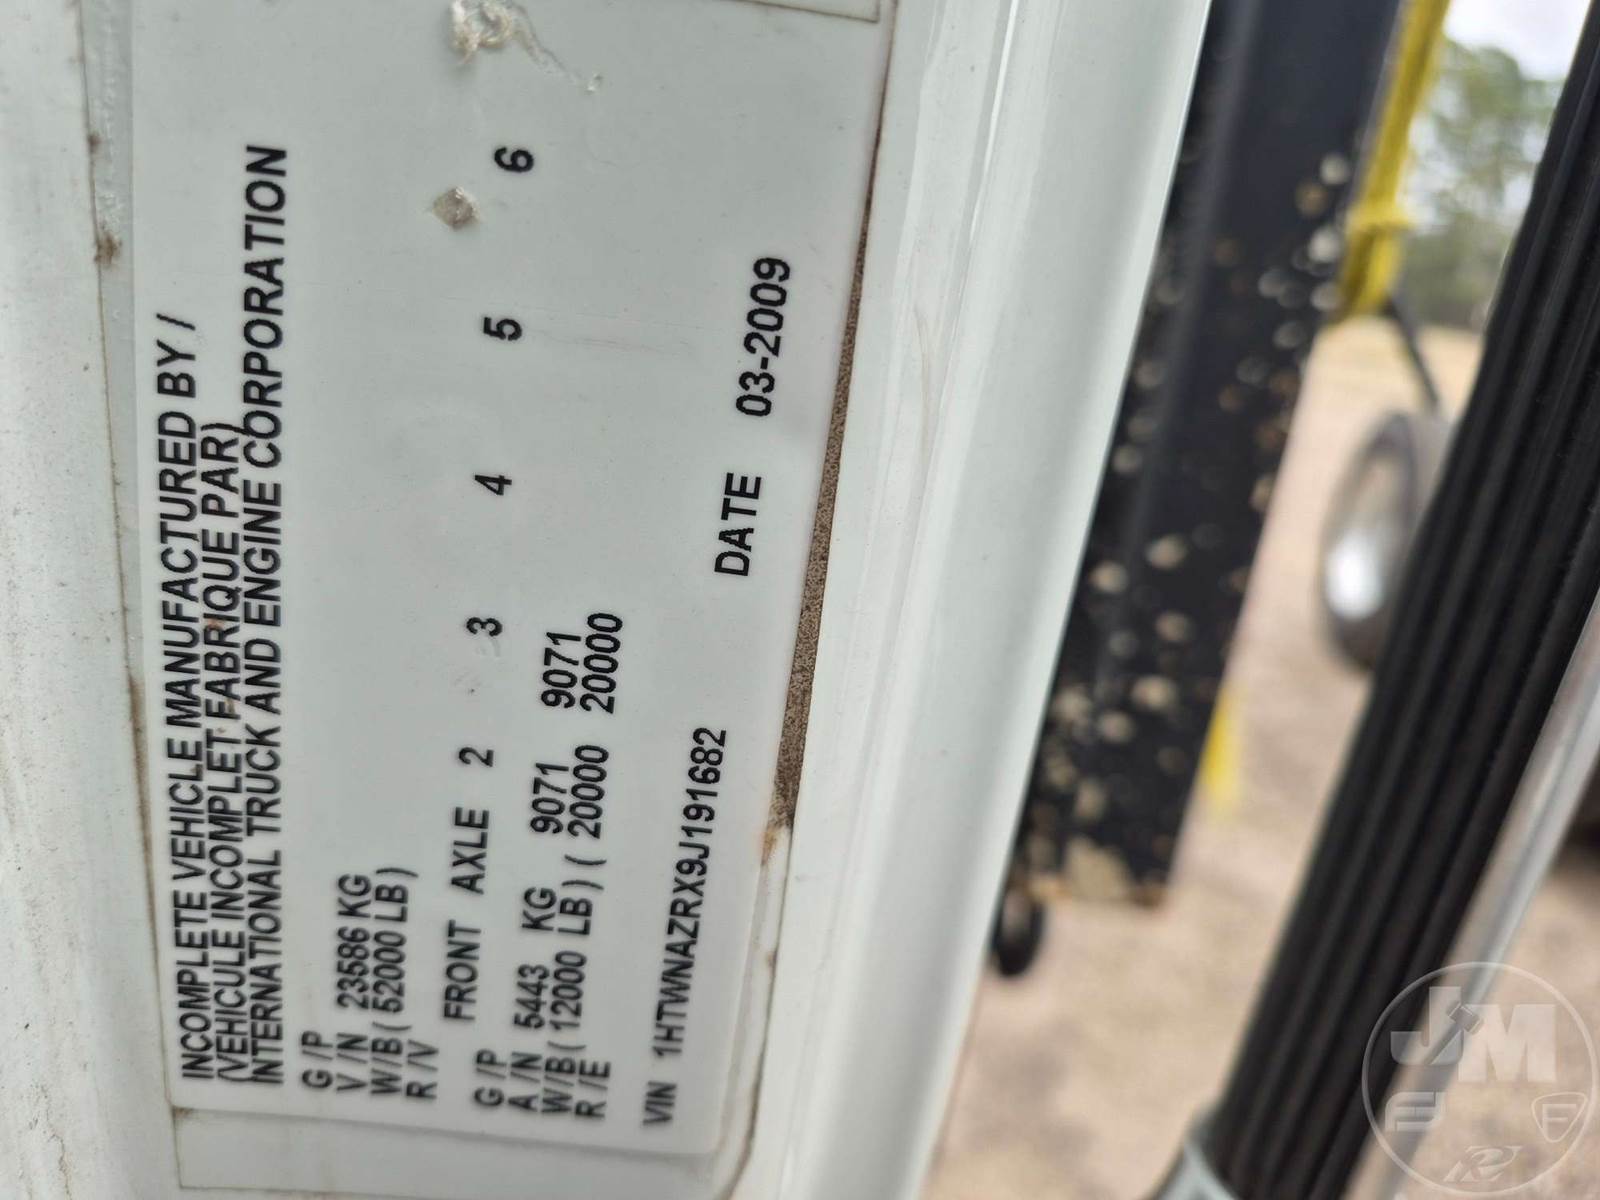 INCOMPLETE VEHICLE MANUFACTURED BY /
(VEHICULE INCOMPLET FABRIQUE PAR)
INTERNATIONAL TRUCK AND ENGINE CORPORATION
G /P
V /N 23586 KG
W/B ( 52000 LB )
R /V
FRONT AXLE 2 3 4 5 6
G /P
A /N 5443 KG 9071 9071
W/B ( 12000 LB ) ( 20000 20000
R /E
VIN 1HTWNAZRX9J191682 DATE 03-2009
JM